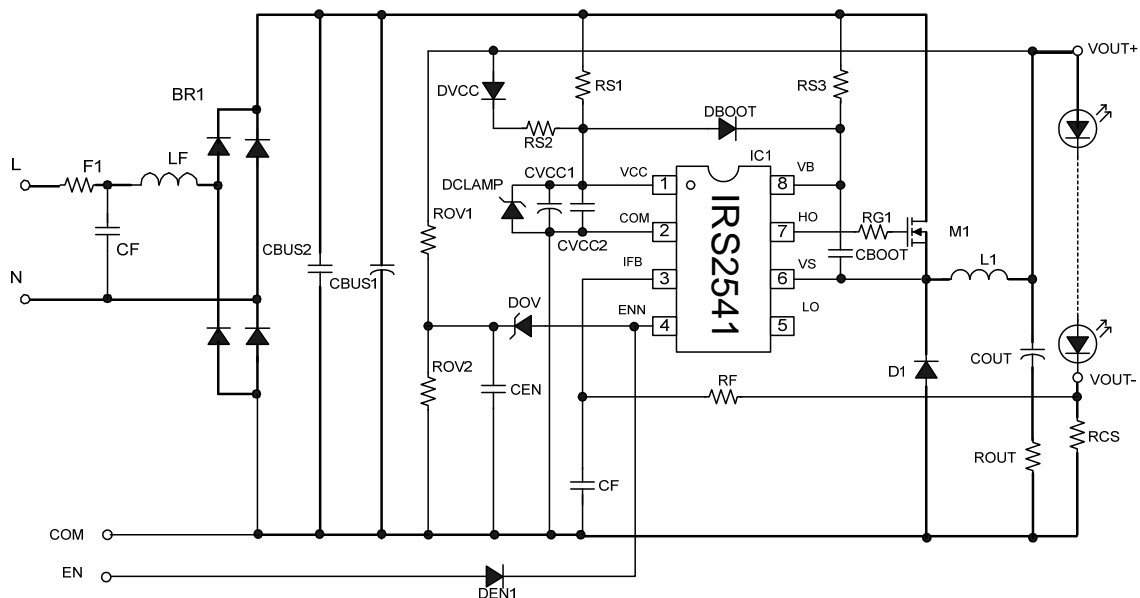 VOUT+
DVCC
RS1
RS3
BR1
DBOOT
RS2
L
F1
LF
IC1
VCC
VB
DCLAMP
CVCC1
1
8
IRS2541
ROV1
COM
HO
2
7
RG1
M1
CF
CVCC2
CBUS2
CBUS1
IFB
VS
CBOOT
L1
N
3
6
DOV
ENN
LO
4
5
ROV2
CEN
COUT
D1
RF
VOUT-
RCS
ROUT
CF
COM
EN
DEN1